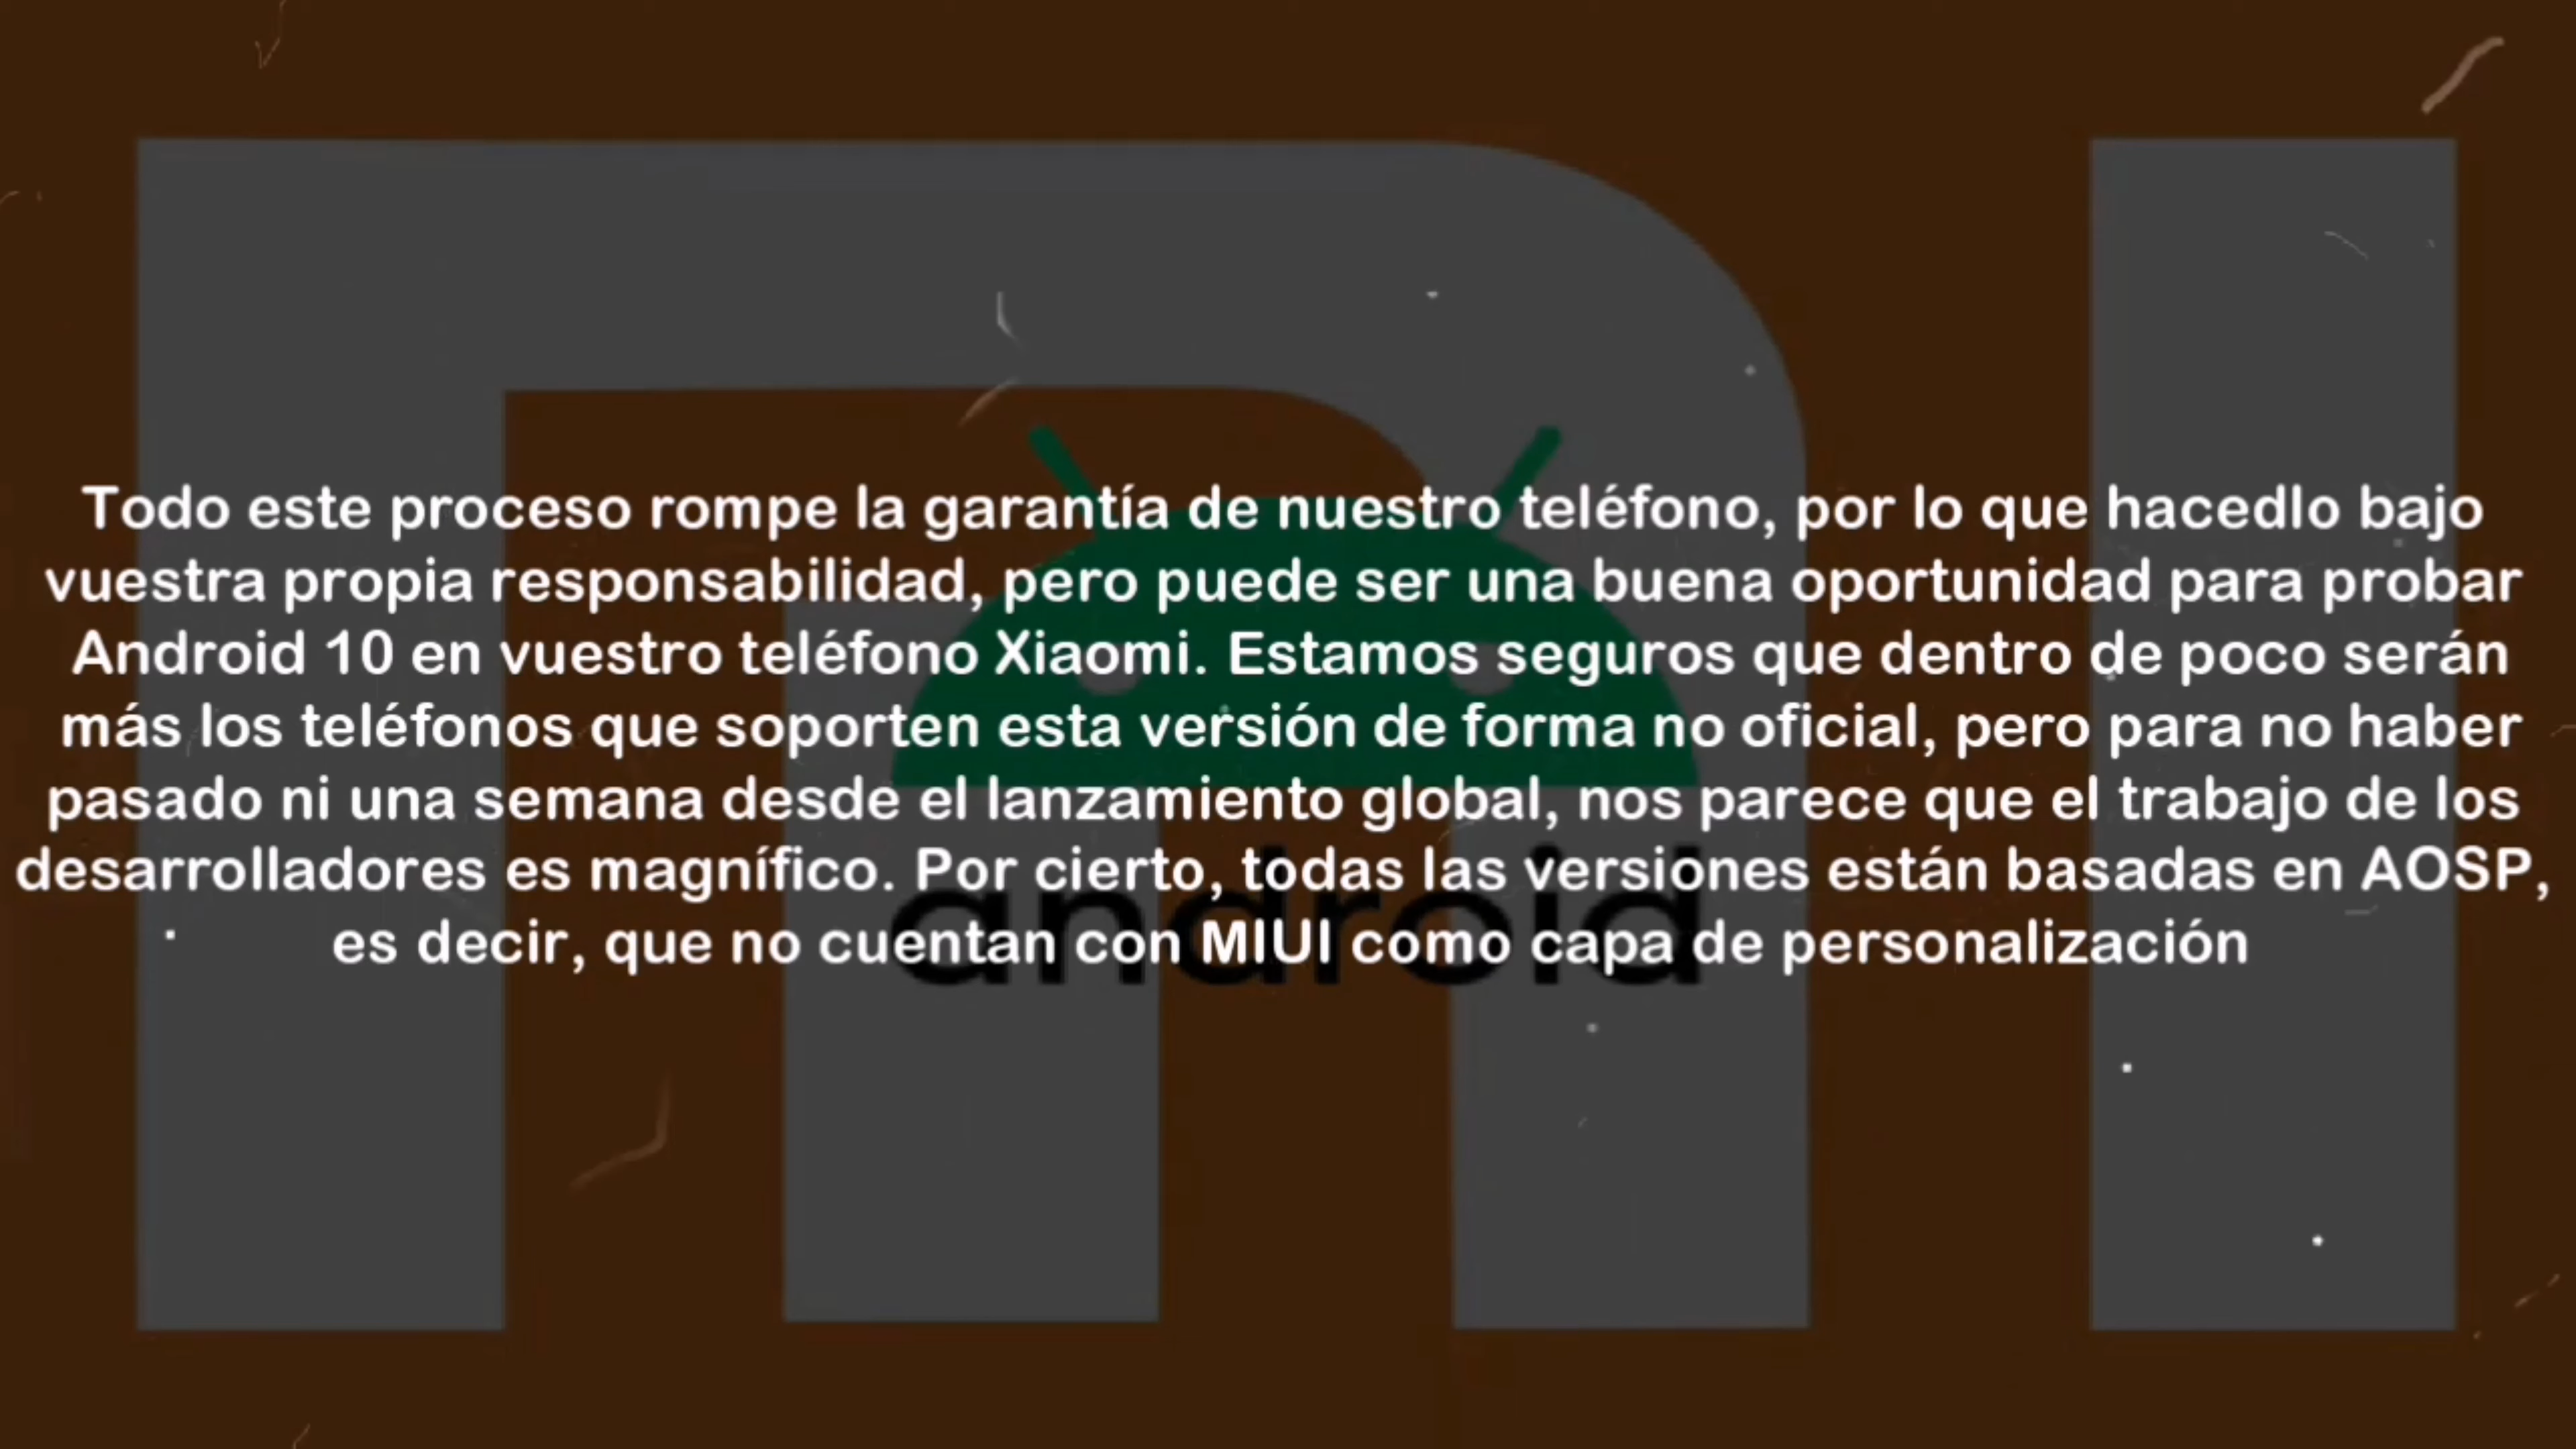 Todo este proceso rompe la garantía de nuestro teléfono, por lo que hacedlo bajo
vuestra propia responsabilidad, pero puede ser una buena oportunidad para probar
Android 10 en vuestro teléfono Xiaomi. Estamos seguros que dentro de poco serán
más los teléfonos que soporten esta versión de forma no oficial, pero para no haber
pasado ni una semana desde el lanzamiento global, nos parece que el trabajo de los
desarrolladores es magnífico. Por cierto, todas las versiones están basadas en AOSP,
es decir, que no cuentan con MIUI como capa de personalización
android